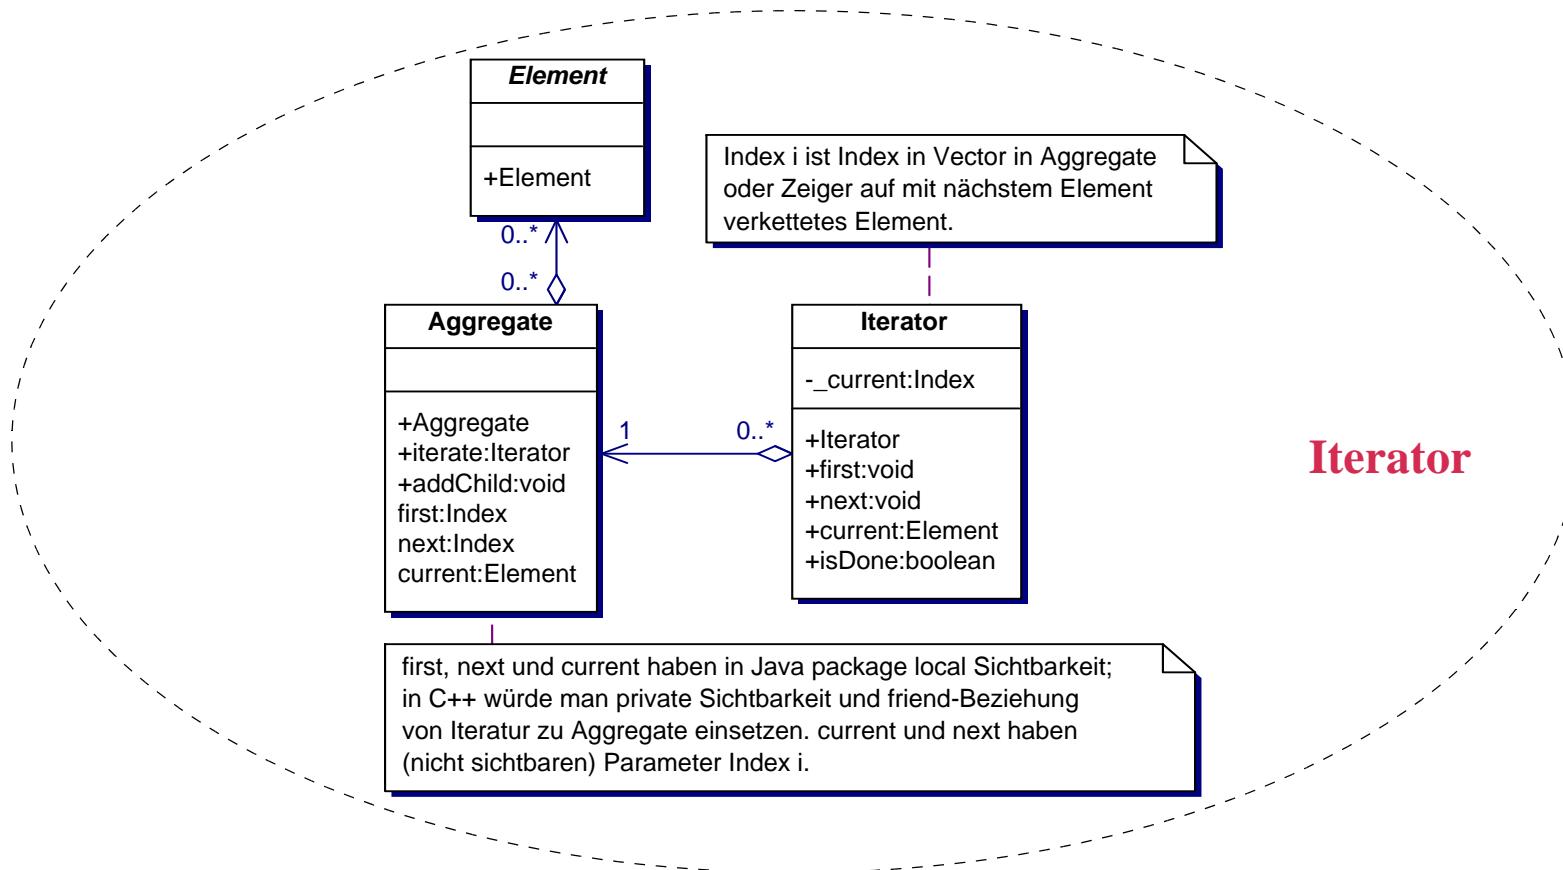 Element
+Element
Index i ist Index in Vector in Aggregate
oder Zeiger auf mit nächstem Element
verkettetes Element.
0..*
0..*
Aggregate
+Aggregate
+iterate:Iterator
+addChild:void
first:Index
next:Index
current:Element
1
0..*
Iterator
-_current:Index
+Iterator
+first:void
+next:void
+current:Element
+isDone:boolean
Iterator
first, next und current haben in Java package local Sichtbarkeit;
in C++ würde man private Sichtbarkeit und friend-Beziehung
von Iteratur zu Aggregate einsetzen. current und next haben
(nicht sichtbaren) Parameter Index i.